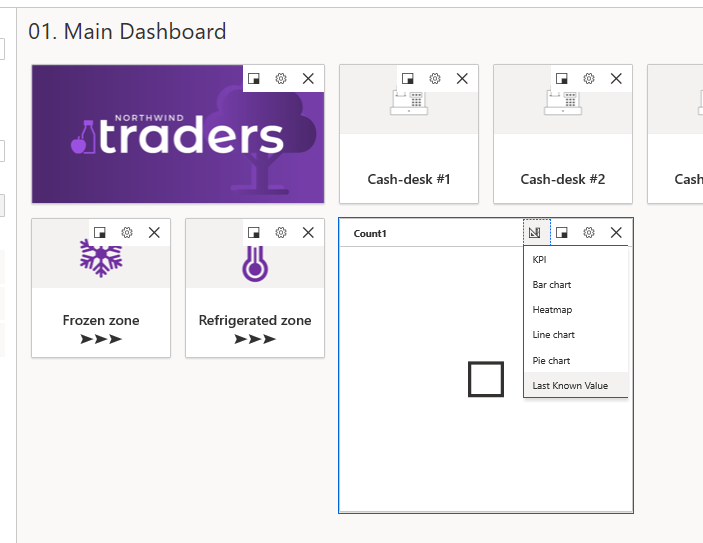 01. Main Dashboard
NORTHWIND
traders
Cash-desk #1
Cash-desk #2
Cash
Frozen zone
Refrigerated zone
Count1
KPI
Bar chart
Heatmap
Line chart
Pie chart
Last Known Value